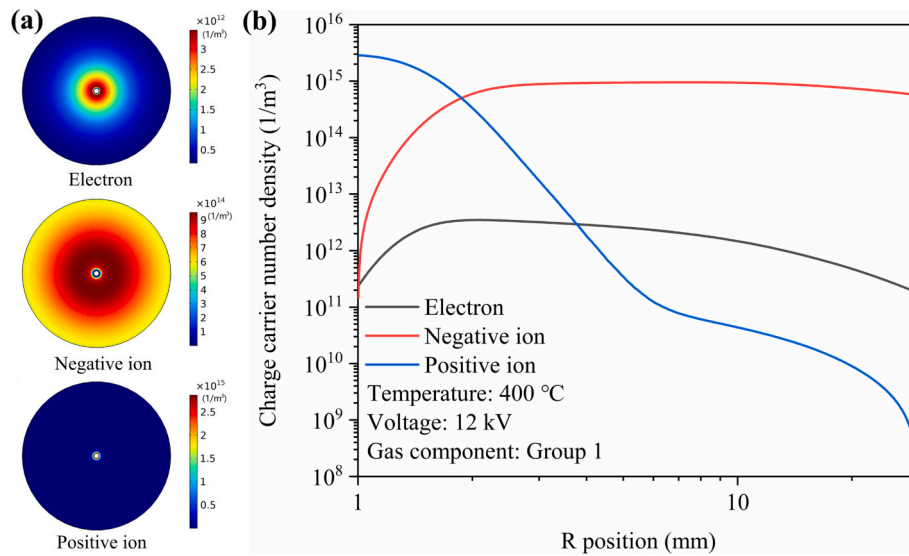 (a)
×10¹²
(1/m³)
3
2.5
2
1.5
1
0.5
Electron
×10¹⁴
9 (1/m³)
8
7
6
5
4
3
2
1
Negative ion
×10¹⁵
(1/m³)
2.5
2
1.5
1
0.5
Positive ion
(b)
Charge carrier number density (1/m³)
10¹⁶
10¹⁵
10¹⁴
10¹³
10¹²
10¹¹
10¹⁰
10⁹
10⁸
Electron
Negative ion
Positive ion
Temperature: 400 °C
Voltage: 12 kV
Gas component: Group 1
1
10
R position (mm)